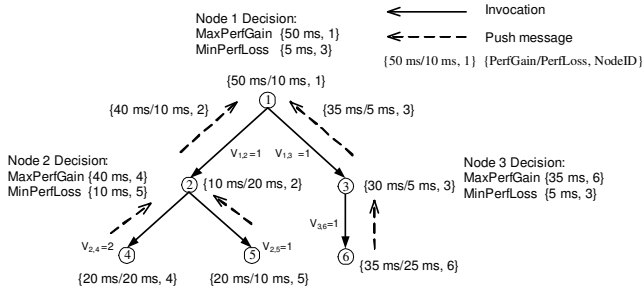 Node 1 Decision:
MaxPerfGain {50 ms, 1}
MinPerfLoss {5 ms, 3}
Invocation
Push message
{50 ms/10 ms, 1} {PerfGain/PerfLoss, NodeID}
{50 ms/10 ms, 1}
{40 ms/10 ms, 2}
1
{35 ms/5 ms, 3}
V1,2=1
V1,3 =1
Node 2 Decision:
MaxPerfGain {40 ms, 4}
MinPerfLoss {10 ms, 5}
2
{10 ms/20 ms, 2}
3
{30 ms/5 ms, 3}
Node 3 Decision:
MaxPerfGain {35 ms, 6}
MinPerfLoss {5 ms, 3}
V2,4=2
V2,5=1
V3,6=1
4
5
6
{35 ms/25 ms, 6}
{20 ms/20 ms, 4}
{20 ms/10 ms, 5}